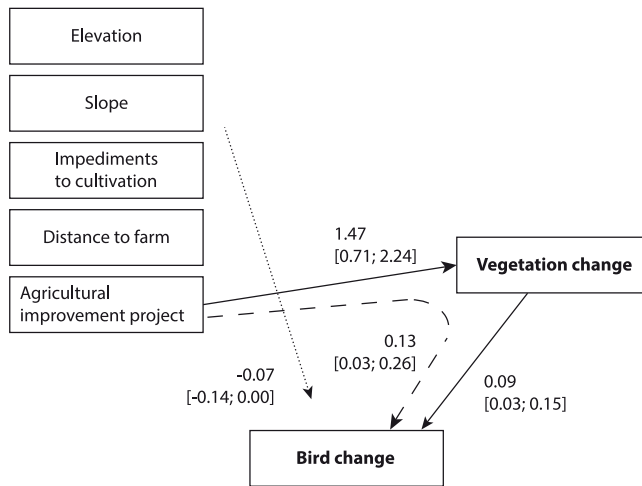 Elevation
Slope
Impediments
to cultivation
Distance to farm
Agricultural
improvement project
1.47
[0.71; 2.24]
Vegetation change
0.13
[0.03; 0.26]
-0.07
[-0.14; 0.00]
0.09
[0.03; 0.15]
Bird change